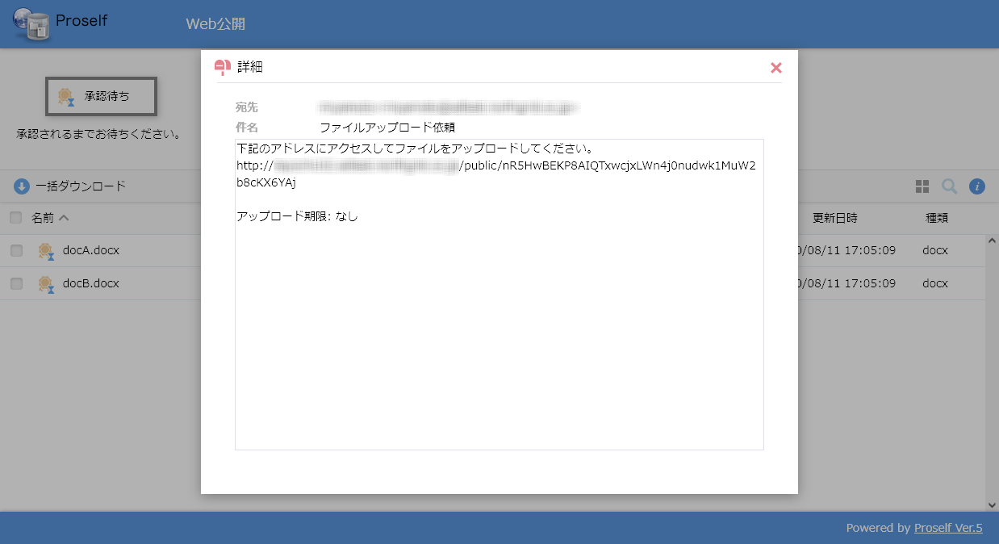 Proself
Web公開
詳細
承認待ち
承認されるまでお待ちください。
宛先
件名 ファイルアップロード依頼
下記のアドレスにアクセスしてファイルをアップロードしてください。
http:// /public/nR5HwBEKP8AIQTxwcjxLWn4j0nudwk1MuW2
b8cKX6YAj
アップロード期限: なし
一括ダウンロード
名前 更新日時 種類
docA.docx 0/08/11 17:05:09 docx
docB.docx 0/08/11 17:05:09 docx
Powered by Proself Ver.5